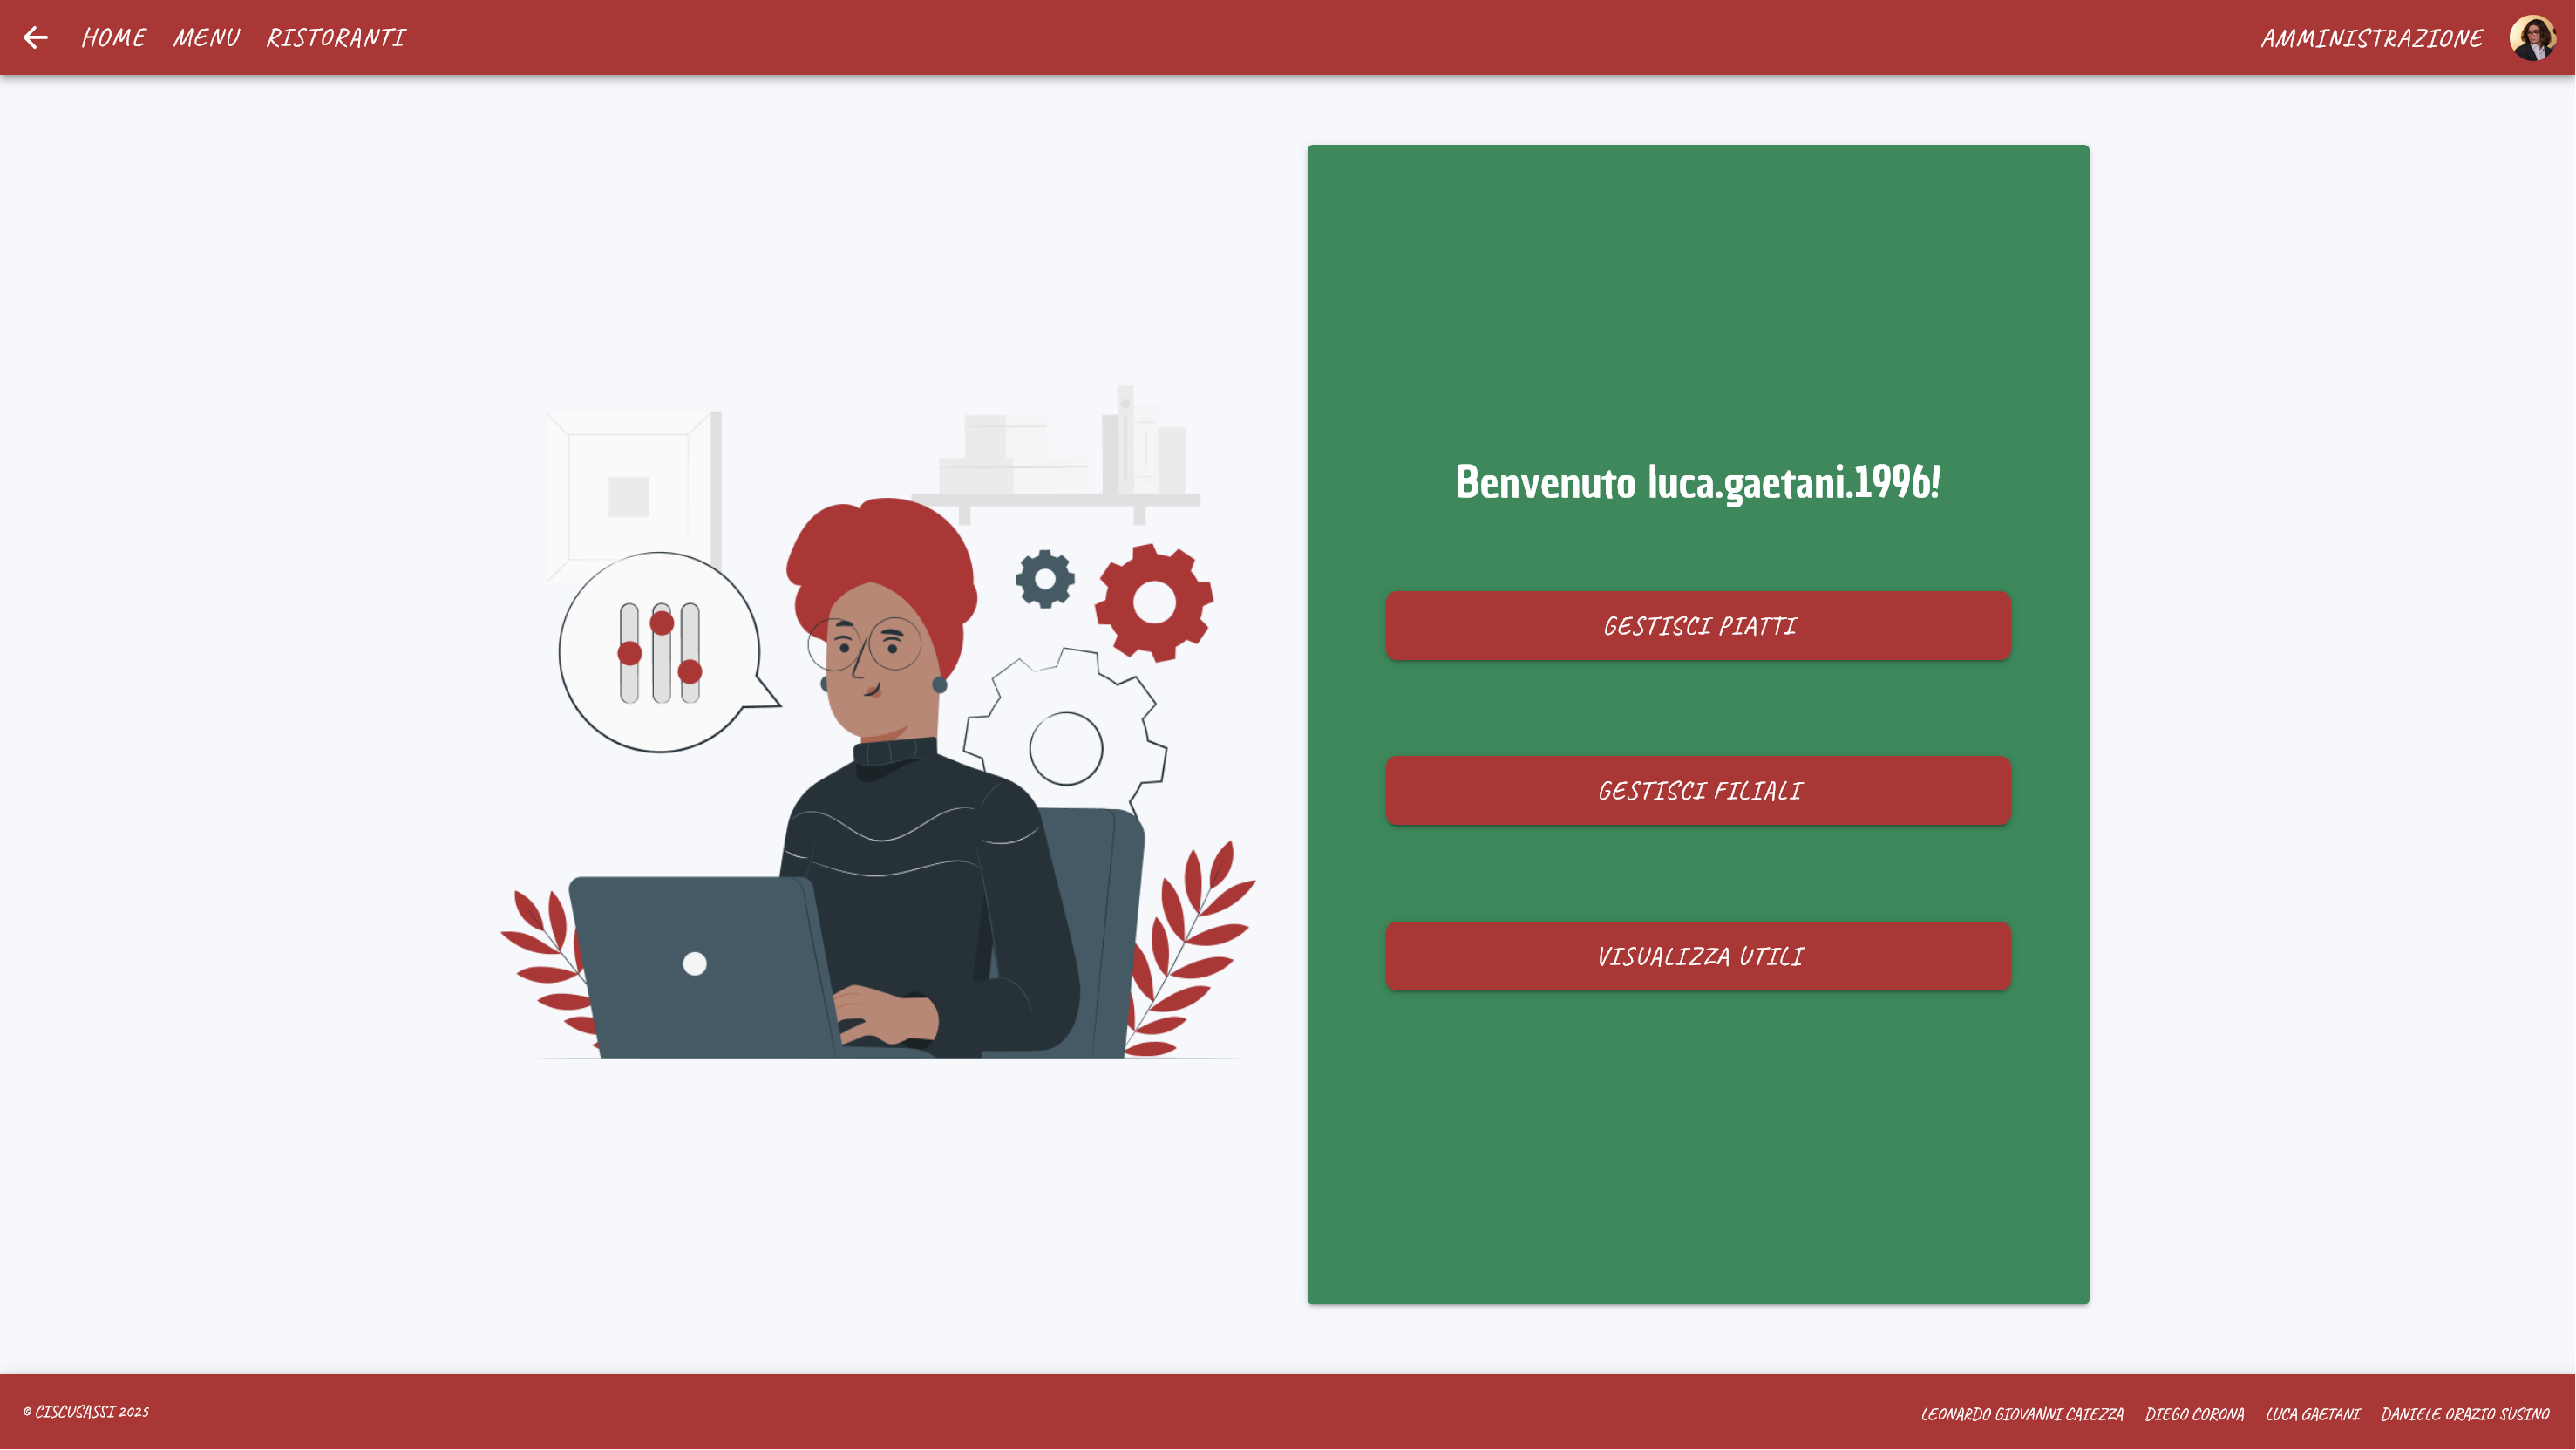 HOME MENU RISTORANTI AMMINISTRAZIONE
Benvenuto luca.gaetani.1996!
GESTISCI PIATTI
GESTISCI FILIALI
VISUALIZZA UTILI
© CISCUSASSI 2025 LEONARDO GIOVANNI CAIEZZA DIEGO CORONA LUCA GAETANI DANIELE ORAZIO SUSINO